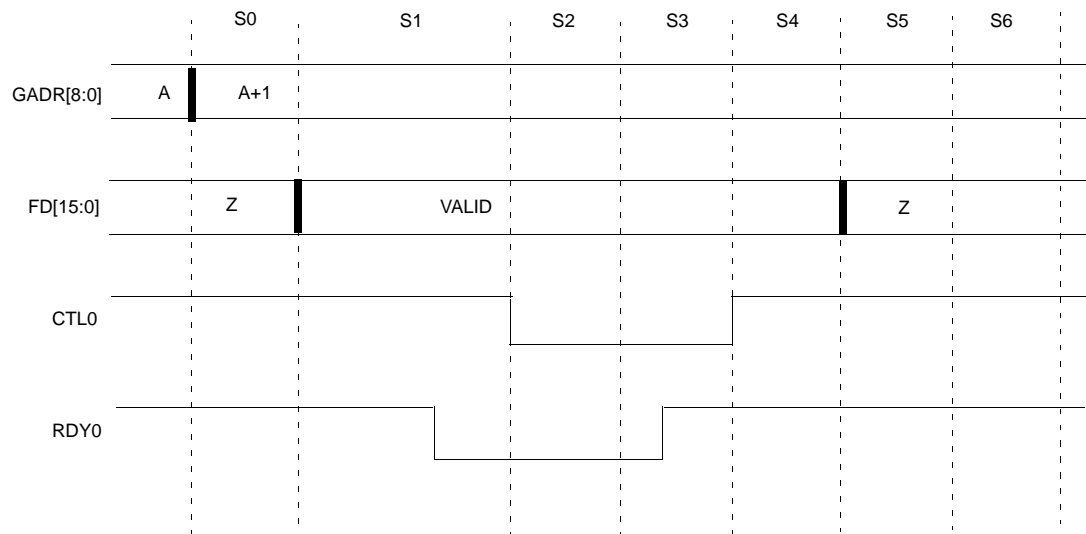 S0 S1 S2 S3 S4 S5 S6
GADR[8:0] A A+1
FD[15:0] Z VALID Z
CTL0
RDY0